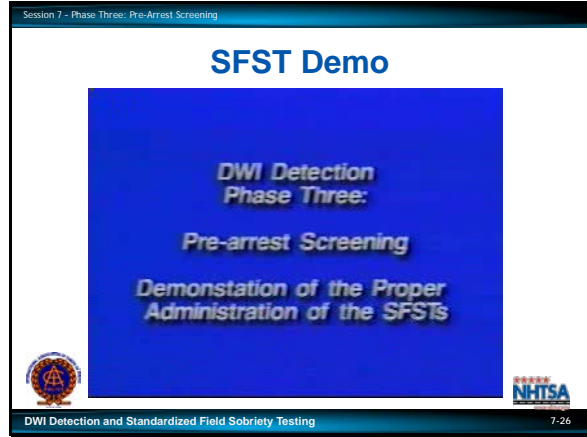 Session 7 - Phase Three: Pre-Arrest Screening
SFST Demo
DWI Detection
Phase Three:
Pre-arrest Screening
Demonstation of the Proper
Administration of the SFSTs
NHTSA
DWI Detection and Standardized Field Sobriety Testing
7-26